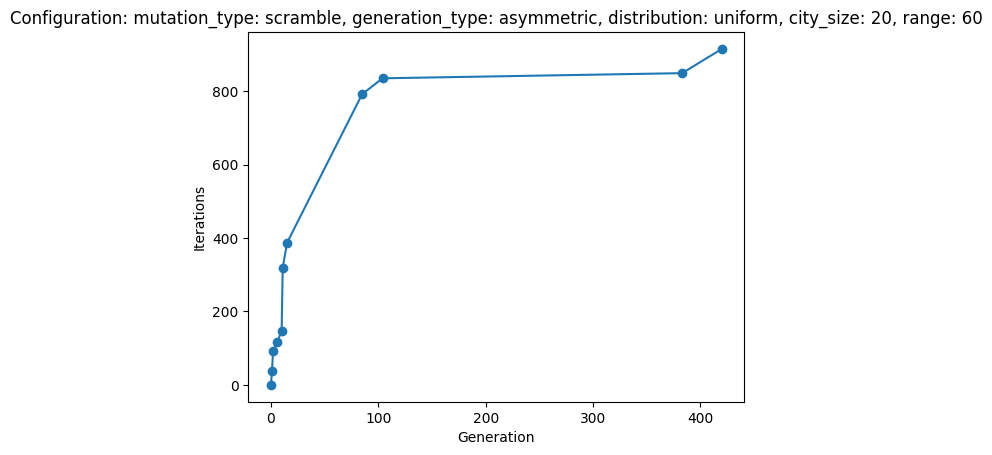 Configuration: mutation_type: scramble, generation_type: asymmetric, distribution: uniform, city_size: 20, range: 60
800
600
400
200
0
Iterations
0 100 200 300 400
Generation